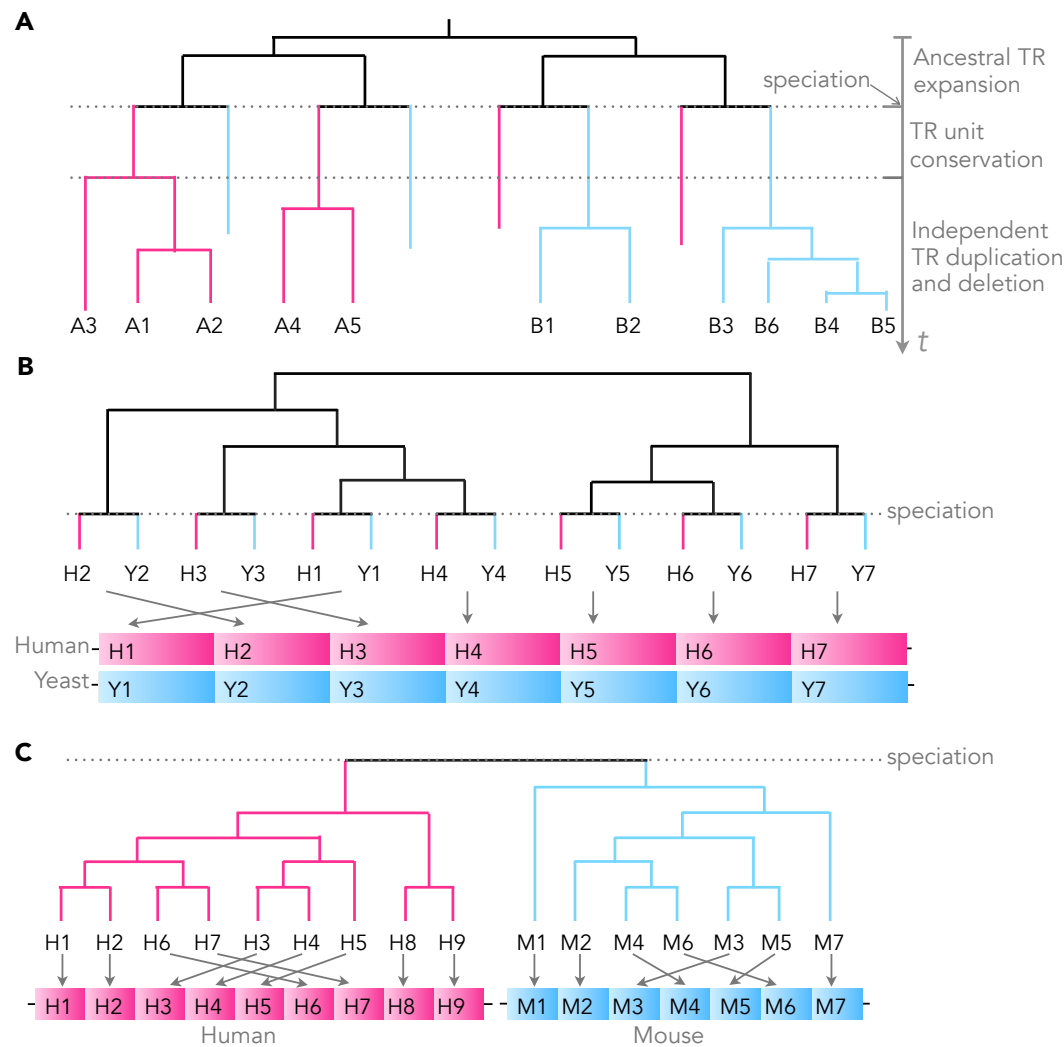 A
Ancestral TR
expansion
speciation
TR unit
conservation
Independent
TR duplication
and deletion
A3 A1 A2 A4 A5 B1 B2 B3 B6 B4 B5
t
B
speciation
H2 Y2 H3 Y3 H1 Y1 H4 Y4 H5 Y5 H6 Y6 H7 Y7
Human H1 H2 H3 H4 H5 H6 H7
Yeast Y1 Y2 Y3 Y4 Y5 Y6 Y7
C
speciation
H1 H2 H6 H7 H3 H4 H5 H8 H9 M1 M2 M4 M6 M3 M5 M7
H1 H2 H3 H4 H5 H6 H7 H8 H9 M1 M2 M3 M4 M5 M6 M7
Human Mouse